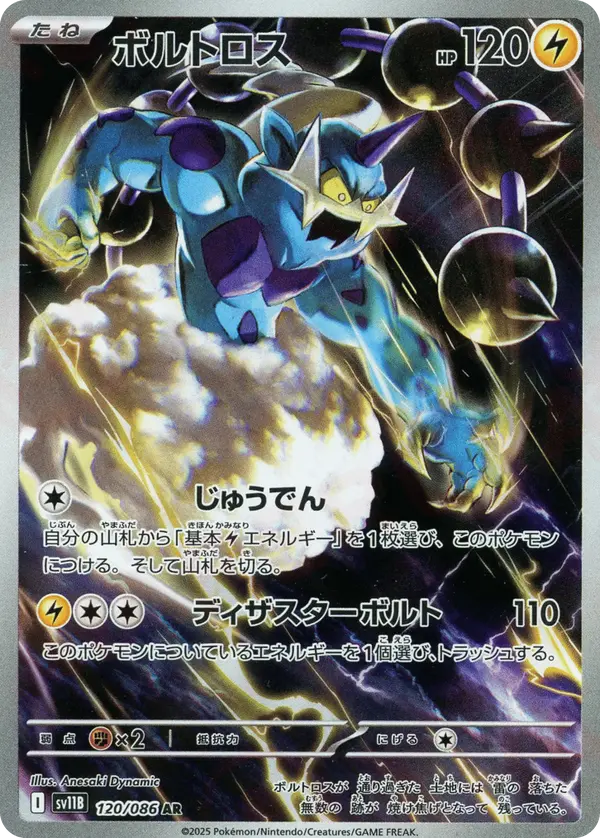 たね ボルトロス HP120
じゅうでん
自分の山札から「基本エネルギー」を1枚選び、このポケモン
につける。そして山札を切る。
ディザスターボルト 110
このポケモンについているエネルギーを1個選び、トラッシュする。
弱点 ×2 抵抗力 にげる
Illus. Anesaki Dynamic
I sv11B 120/086 AR
ボルトロスが 通り過ぎた 土地には 雷の 落ちた
無数の 跡が 焼け焦げとなって 残っている。
©2025 Pokémon/Nintendo/Creatures/GAME FREAK.